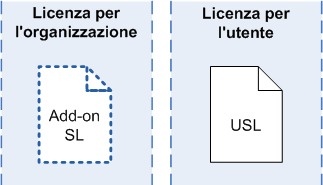 Licenza per
l'organizzazione
Add-on
SL
Licenza per
l'utente
USL